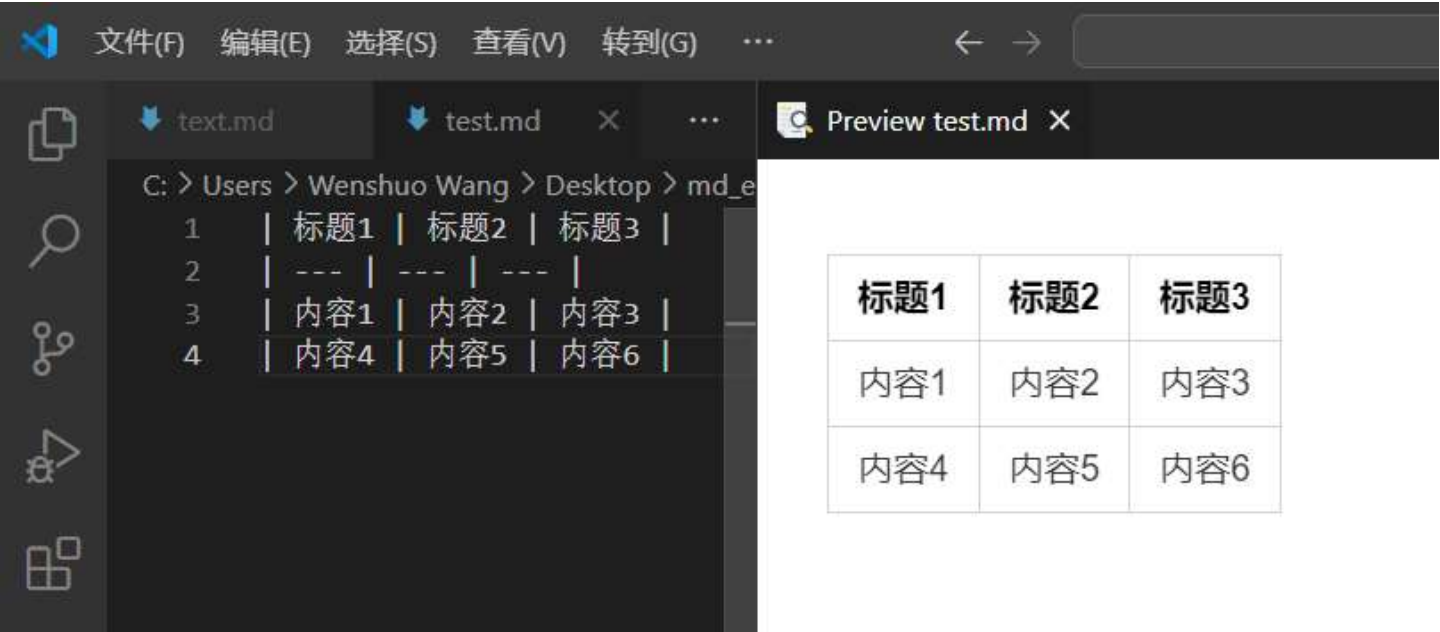 文件(F) 编辑(E) 选择(S) 查看(V) 转到(G) ···
text.md test.md ···
Preview test.md
C: > Users > Wenshuo Wang > Desktop > md_e
1 | 标题1 | 标题2 | 标题3 |
2 | --- | --- | --- |
3 | 内容1 | 内容2 | 内容3 |
4 | 内容4 | 内容5 | 内容6 |
标题1 标题2 标题3
内容1 内容2 内容3
内容4 内容5 内容6